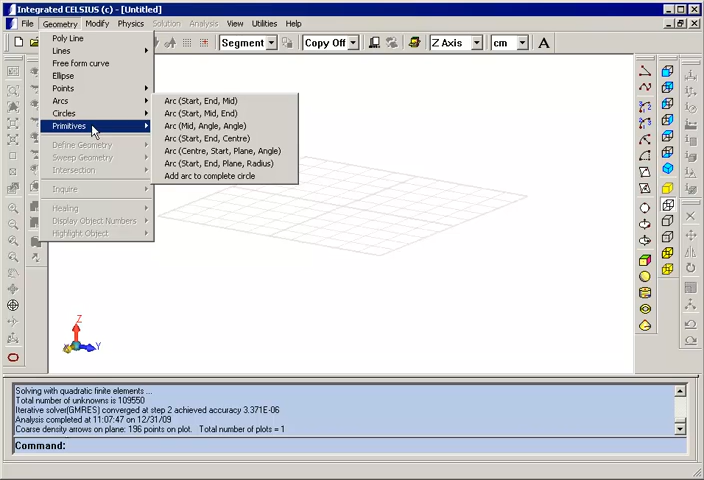 Integrated CELSIUS (c) - [Untitled]
File Geometry Modify Physics Solution Analysis View Utilities Help
Segment Copy Off Z Axis cm A
Poly Line
Lines
Free form curve
Ellipse
Points
Arcs
Circles
Primitives
Define Geometry
Sweep Geometry
Intersection
Inquire
Healing
Display Object Numbers
Highlight Object
Arc (Start, End, Mid)
Arc (Start, Mid, End)
Arc (Mid, Angle, Angle)
Arc (Start, End, Centre)
Arc (Centre, Start, Plane, Angle)
Arc (Start, End, Plane, Radius)
Add arc to complete circle
Z
X
Y
Solving with quadratic finite elements ...
Total number of unknowns is 109550
Iterative solver(GMRES) converged at step 2 achieved accuracy 3.371E-06
Analysis completed at 11:07:47 on 12/31/09
Coarse density arrows on plane: 196 points on plot. Total number of plots = 1
Command: